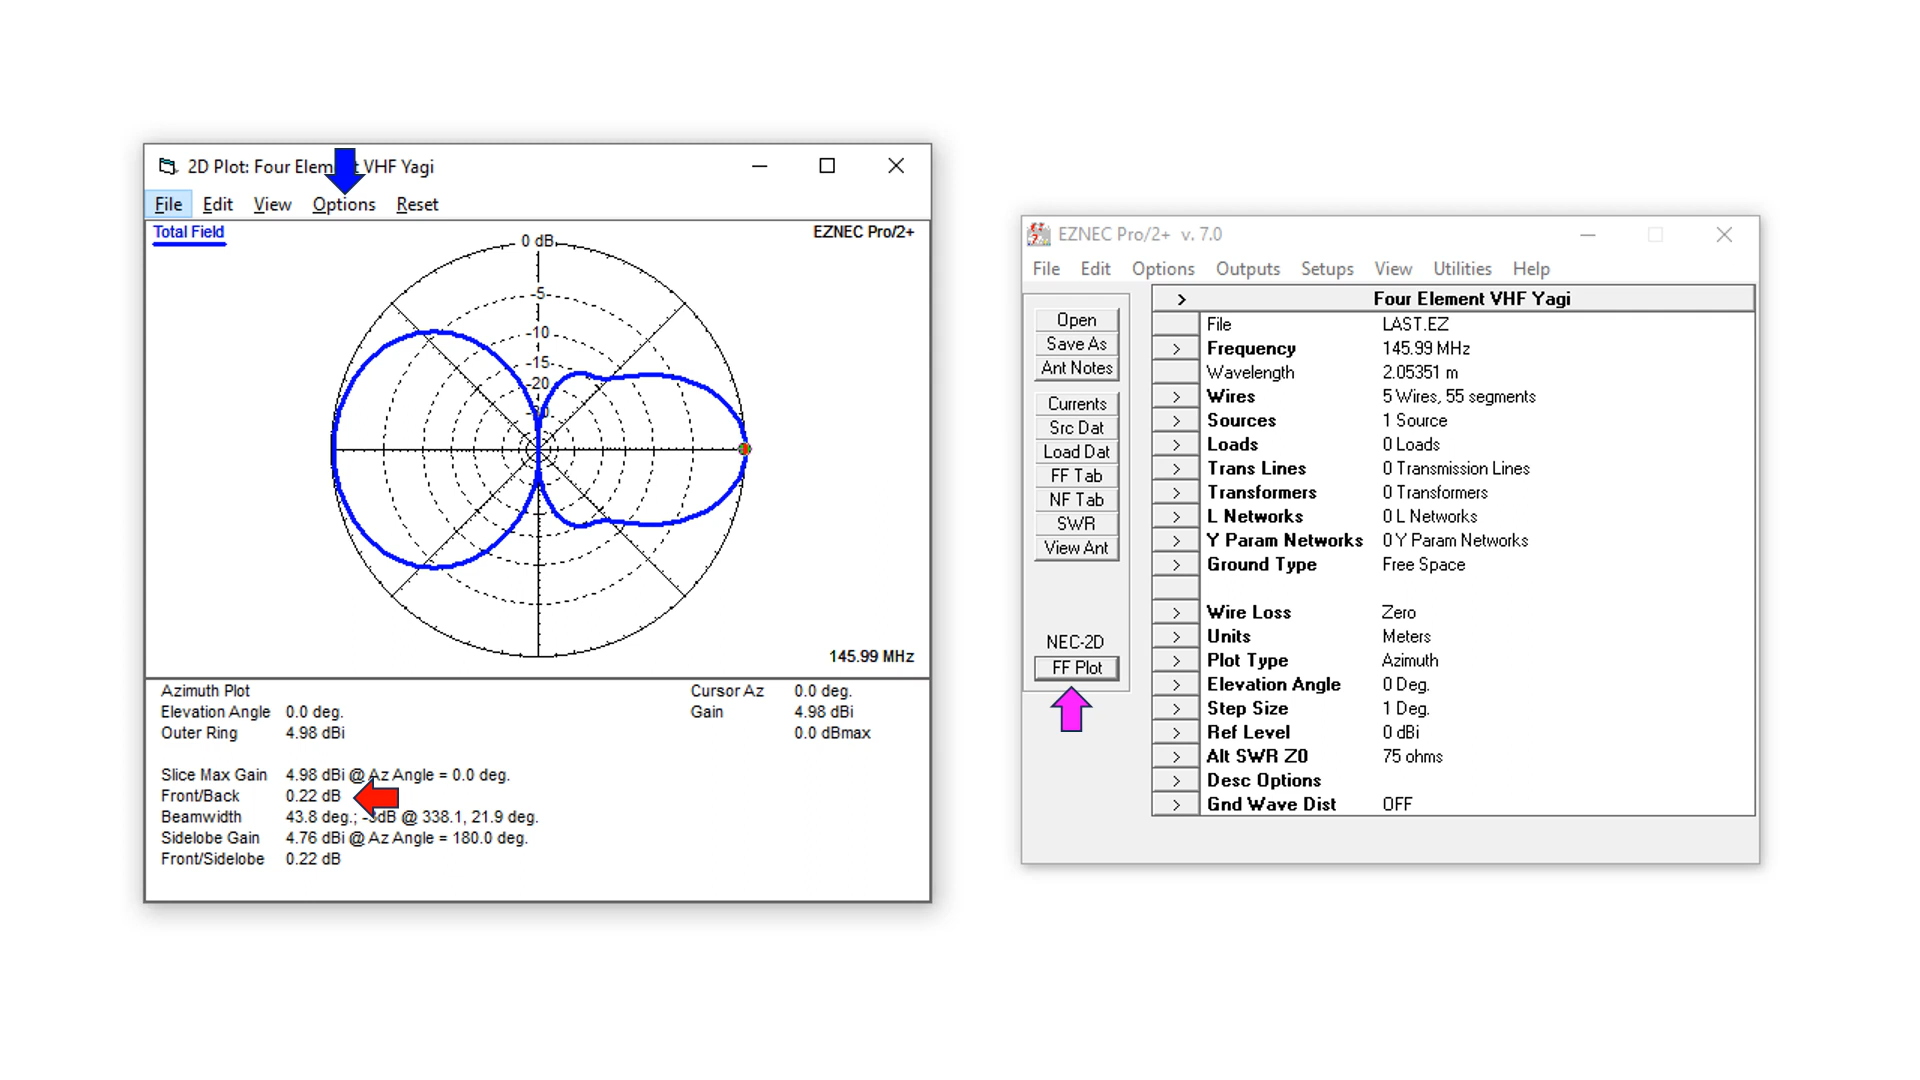 2D Plot: Four Elem t VHF Yagi
File Edit View Options Reset
Total Field
EZNEC Pro/2+
0 dB
-5
-10
-15
-20
145.99 MHz
Azimuth Plot
Elevation Angle 0.0 deg.
Outer Ring 4.98 dBi
Cursor Az 0.0 deg.
Gain 4.98 dBi
0.0 dBmax
Slice Max Gain 4.98 dBi @ Az Angle = 0.0 deg.
Front/Back 0.22 dB
Beamwidth 43.8 deg.; -3dB @ 338.1, 21.9 deg.
Sidelobe Gain 4.76 dBi @ Az Angle = 180.0 deg.
Front/Sidelobe 0.22 dB
EZNEC Pro/2+ v. 7.0
File Edit Options Outputs Setups View Utilities Help
Open
Save As
Ant Notes
Currents
Src Dat
Load Dat
FF Tab
NF Tab
SWR
View Ant
NEC-2D
FF Plot
> Four Element VHF Yagi
File LAST.EZ
> Frequency 145.99 MHz
Wavelength 2.05351 m
> Wires 5 Wires, 55 segments
> Sources 1 Source
> Loads 0 Loads
> Trans Lines 0 Transmission Lines
> Transformers 0 Transformers
> L Networks 0 L Networks
> Y Param Networks 0 Y Param Networks
> Ground Type Free Space
> Wire Loss Zero
> Units Meters
> Plot Type Azimuth
> Elevation Angle 0 Deg.
> Step Size 1 Deg.
> Ref Level 0 dBi
> Alt SWR Z0 75 ohms
> Desc Options
> Gnd Wave Dist OFF